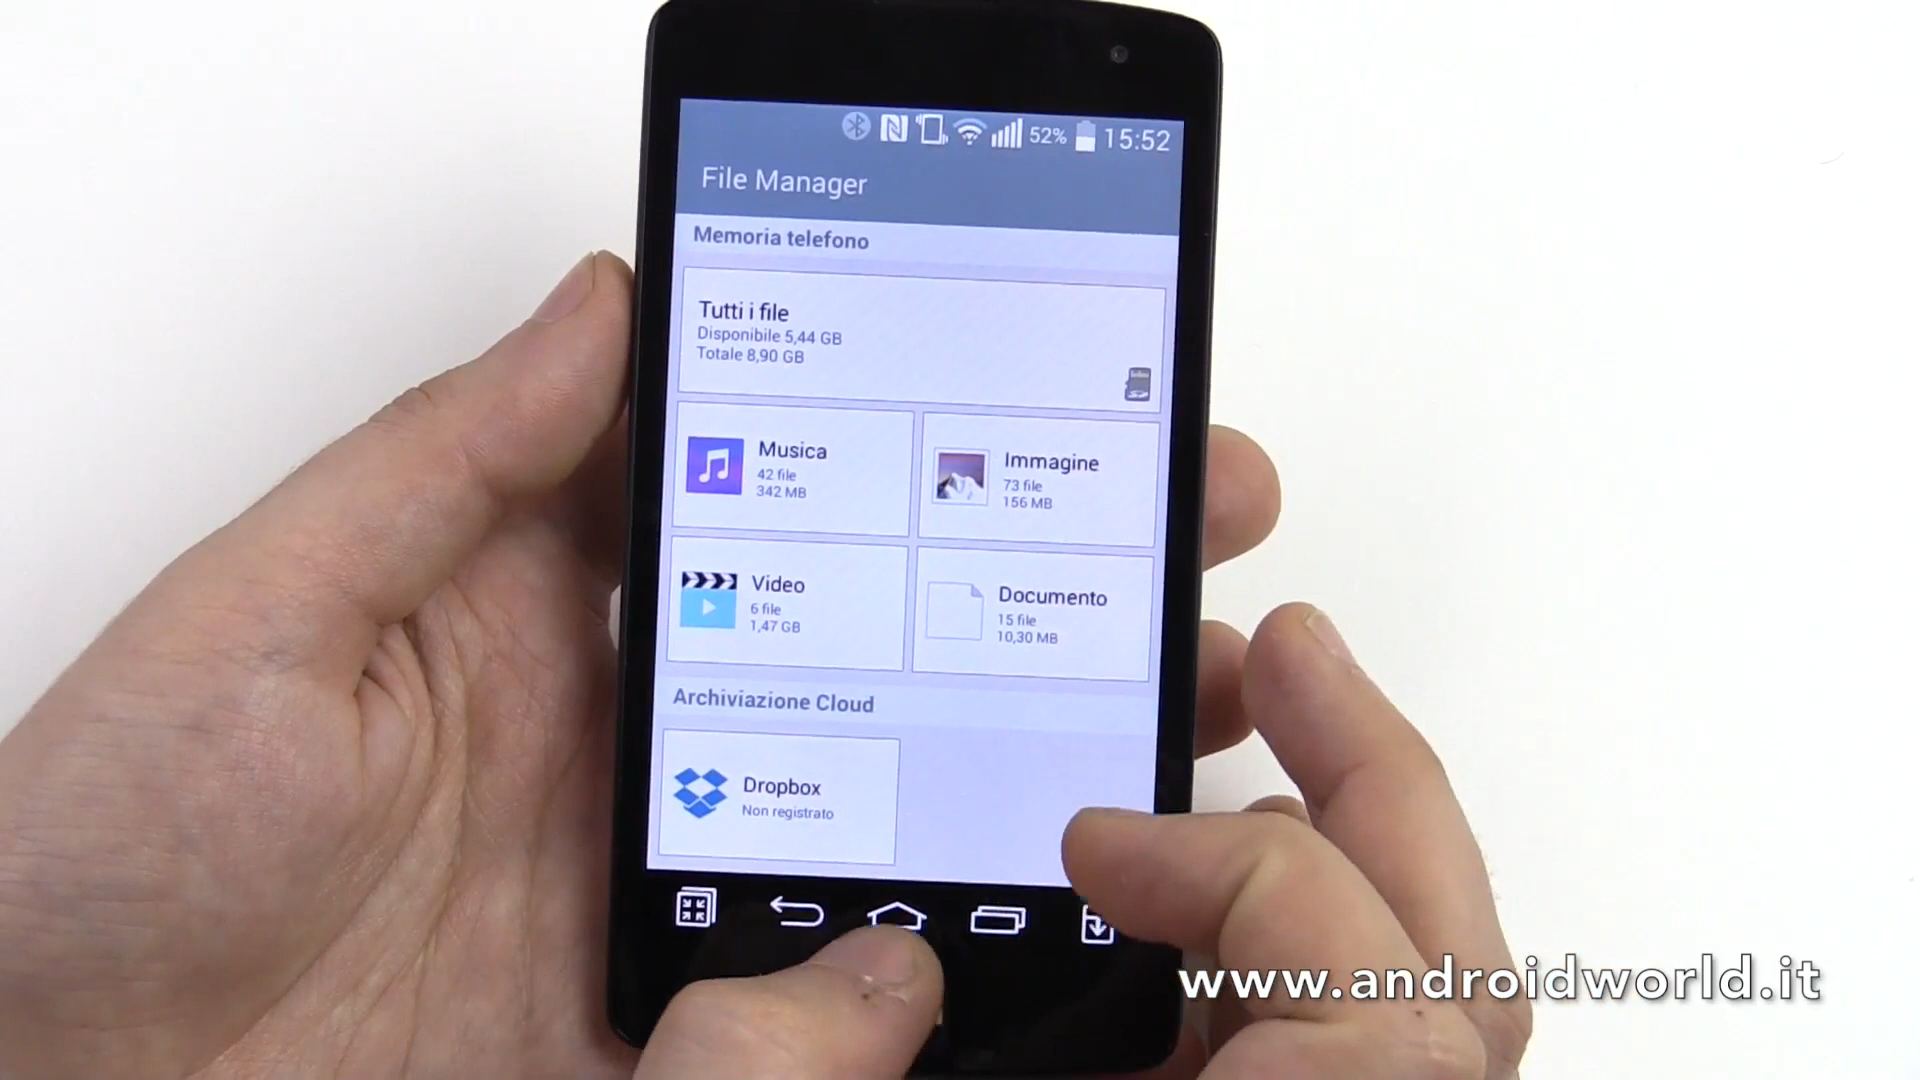 52% 15:52
File Manager
Memoria telefono
Tutti i file
Disponibile 5,44 GB
Totale 8,90 GB
Musica
42 file
342 MB
Immagine
73 file
156 MB
Video
6 file
1,47 GB
Documento
15 file
10,30 MB
Archiviazione Cloud
Dropbox
Non registrato
www.androidworld.it